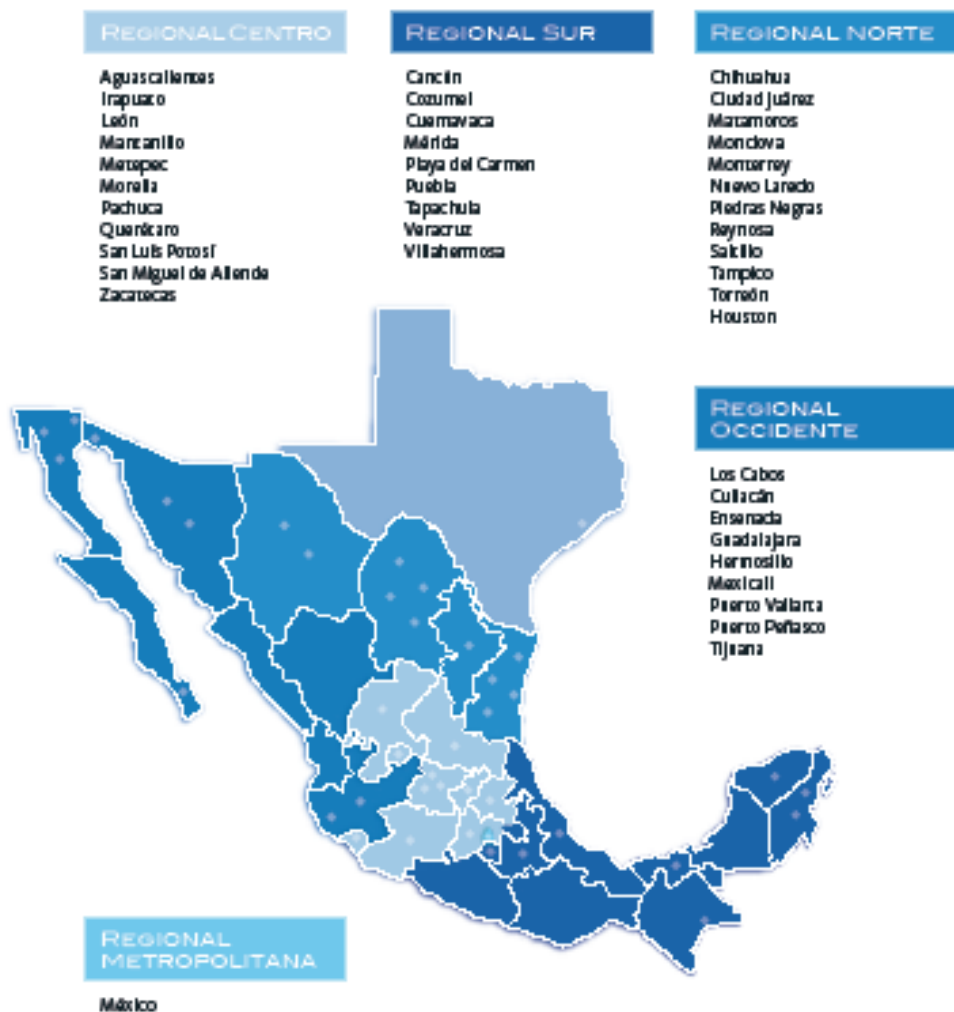 REGIONAL CENTRO
Aguascalientes
Irapuato
León
Manzanillo
Metepec
Morelia
Pachuca
Querétaro
San Luis Potosí
San Miguel de Allende
Zacatecas
REGIONAL SUR
Cancún
Cozumel
Cuernavaca
Mérida
Playa del Carmen
Puebla
Tapachula
Veracruz
Villahermosa
REGIONAL NORTE
Chihuahua
Ciudad Juárez
Matamoros
Monclova
Monterrey
Nuevo Laredo
Piedras Negras
Reynosa
Saltillo
Tampico
Torreón
Houston
REGIONAL
OCCIDENTE
Los Cabos
Culiacán
Ensenada
Guadalajara
Hermosillo
Mexicali
Puerto Vallarta
Puerto Peñasco
Tijuana
REGIONAL
METROPOLITANA
México